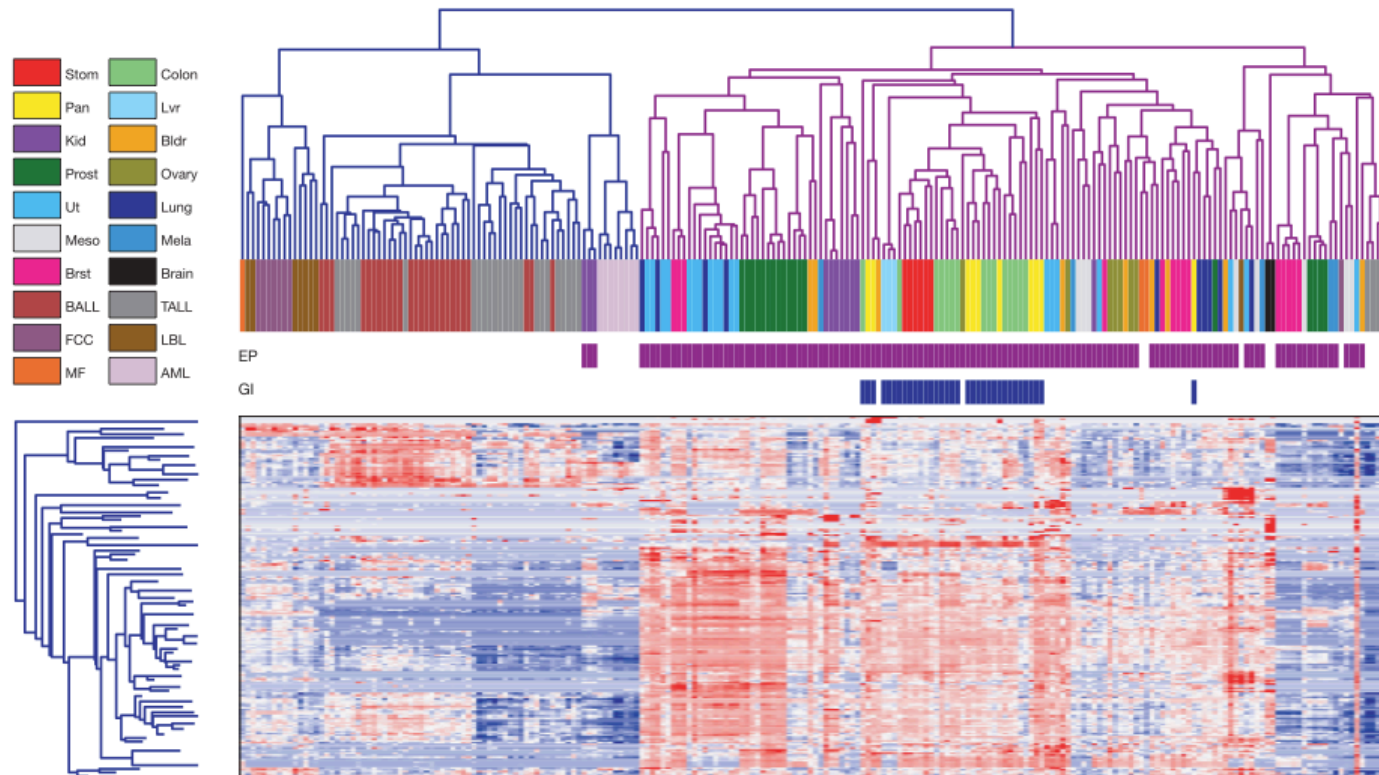 Stom Colon
Pan Lvr
Kid Bldr
Prost Ovary
Ut Lung
Meso Mela
Brst Brain
BALL TALL
FCC LBL
MF AML
EP
GI